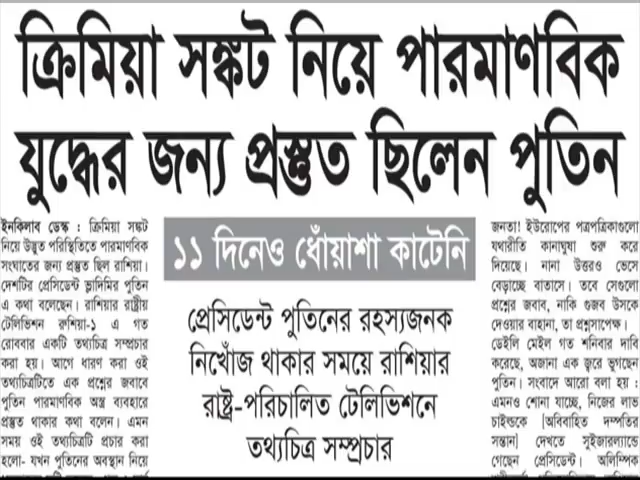 ক্রিমিয়া সঙ্কট নিয়ে পারমাণবিক
যুদ্ধের জন্য প্রস্তুত ছিলেন পুতিন
ইনকিলাব ডেস্ক : ক্রিমিয়া সঙ্কট
নিয়ে উদ্ভূত পরিস্থিতিতে পারমাণবিক
সংঘাতের জন্য প্রস্তুত ছিল রাশিয়া।
দেশটির প্রেসিডেন্ট ভ্লাদিমির পুতিন
এ কথা বলেছেন। রাশিয়ার রাষ্ট্রীয়
টেলিভিশন রুশিয়া-১ এ গত
রোববার একটি তথ্যচিত্র সম্প্রচার
করা হয়। আগে ধারণ করা ওই
তথ্যচিত্রটিতে এক প্রশ্নের জবাবে
পুতিন পারমাণবিক অস্ত্র ব্যবহারে
প্রস্তুত থাকার কথা বলেন। এমন
সময় ওই তথ্যচিত্রটি প্রচার করা
হলো- যখন পুতিনের অবস্থান নিয়ে
১১ দিনেও ধোঁয়াশা কাটেনি
প্রেসিডেন্ট পুতিনের রহস্যজনক
নিখোঁজ থাকার সময়ে রাশিয়ার
রাষ্ট্র-পরিচালিত টেলিভিশনে
তথ্যচিত্র সম্প্রচার
জনতা! ইউরোপের পত্রপত্রিকাগুলো
যথারীতি কানাঘুষা শুরু করে
দিয়েছে। নানা উত্তরও ভেসে
বেড়াচ্ছে বাতাসে। তবে সেগুলো
প্রশ্নের জবাব, নাকি গুজব উসকে
দেওয়ার বাহানা, তা প্রশ্নসাপেক্ষ।
ডেইলি মেইল গত শনিবার দাবি
করেছে, অজানা এক জ্বরে ভুগছেন
পুতিন। সংবাদে আরো বলা হয় :
এমনও শোনা যাচ্ছে, নিজের লাভ
চাইল্ডকে [অবিবাহিত দম্পতির
সন্তান] দেখতে সুইজারল্যান্ডে
গেছেন প্রেসিডেন্ট। অলিম্পিক